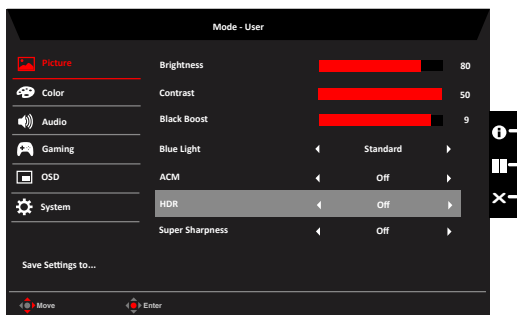 Mode - User
Picture
Color
Audio
Gaming
OSD
System
Save Settings to...
Brightness 80
Contrast 50
Black Boost 9
Blue Light Standard
ACM Off
HDR Off
Super Sharpness Off
Move Enter